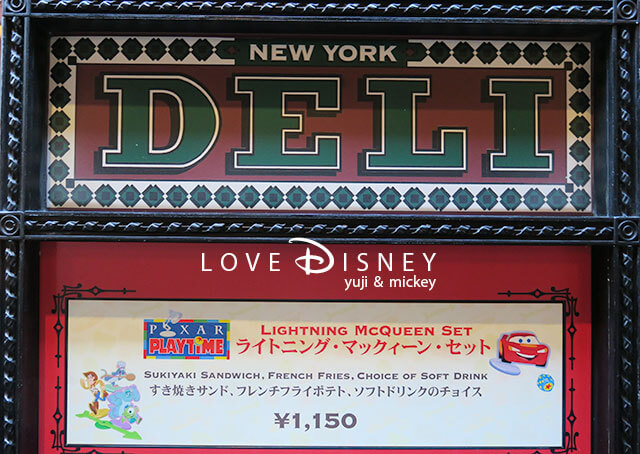 NEW YORK
DELI
LOVE DISNEY
yuji & mickey
PIXAR
PLAYTIME
LIGHTNING MCQUEEN SET
ライトニング・マックィーン・セット
SUKIYAKI SANDWICH, FRENCH FRIES, CHOICE OF SOFT DRINK
すき焼きサンド、フレンチフライポテト、ソフトドリンクのチョイス
¥1,150